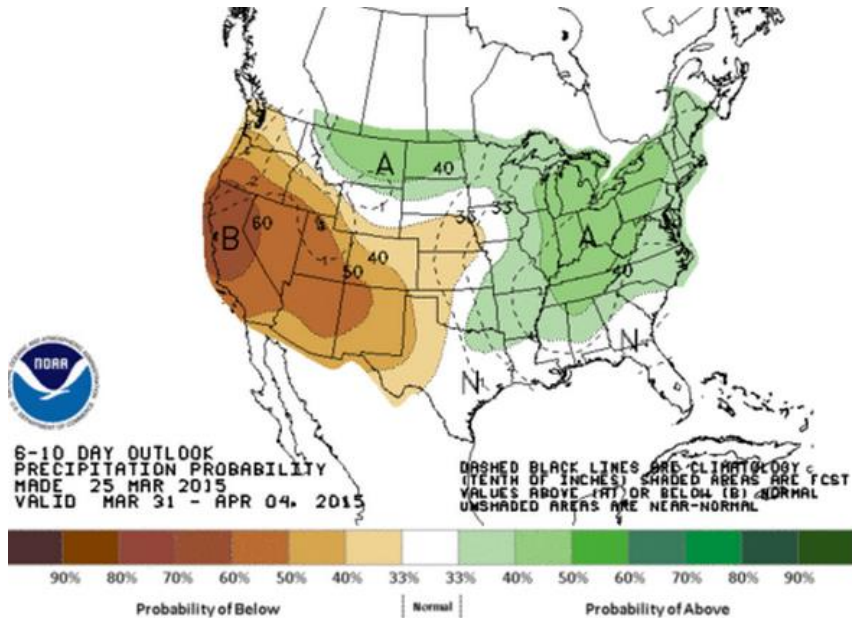 A
40
33
33
B
60
A
40
50
40
N
N
NOAA
6-10 DAY OUTLOOK
PRECIPITATION PROBABILITY
MADE 25 MAR 2015
VALID MAR 31 - APR 04. 2015
DASHED BLACK LINES ARE CLIMATOLOGY
(TENTH OF INCHES) SHADED AREAS ARE FCST
VALUES ABOVE (A) OR BELOW (B) NORMAL
UNSHADED AREAS ARE NEAR-NORMAL
90% 80% 70% 60% 50% 40% 33% 33% 40% 50% 60% 70% 80% 90%
Probability of Below Normal Probability of Above